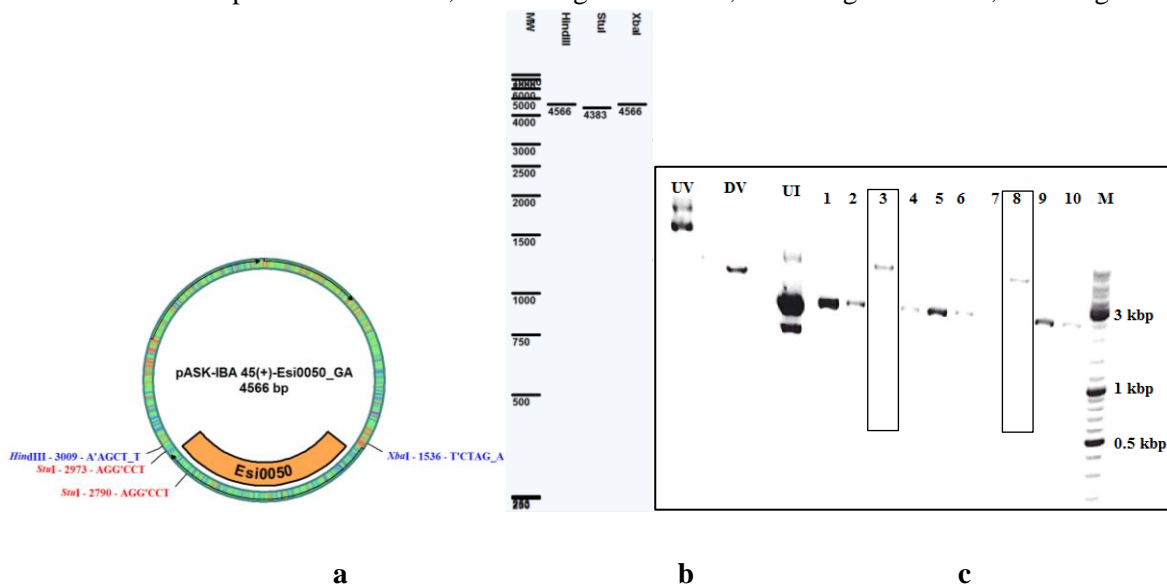 MW
HindIII
StuI
XbaI
6000
5000
4000
3000
2500
2000
1500
1000
750
500
250
4566
4383
4566
pASK-IBA 45(+)-Esi0050_GA
4566 bp
HindIII - 3009 - A'AGCT_T
StuI - 2973 - AGG'CCT
StuI - 2790 - AGG'CCT
XbaI - 1536 - T'CTAG_A
Esi0050
UV DV UI 1 2 3 4 5 6 7 8 9 10 M
3 kbp
1 kbp
0.5 kbp
a b c